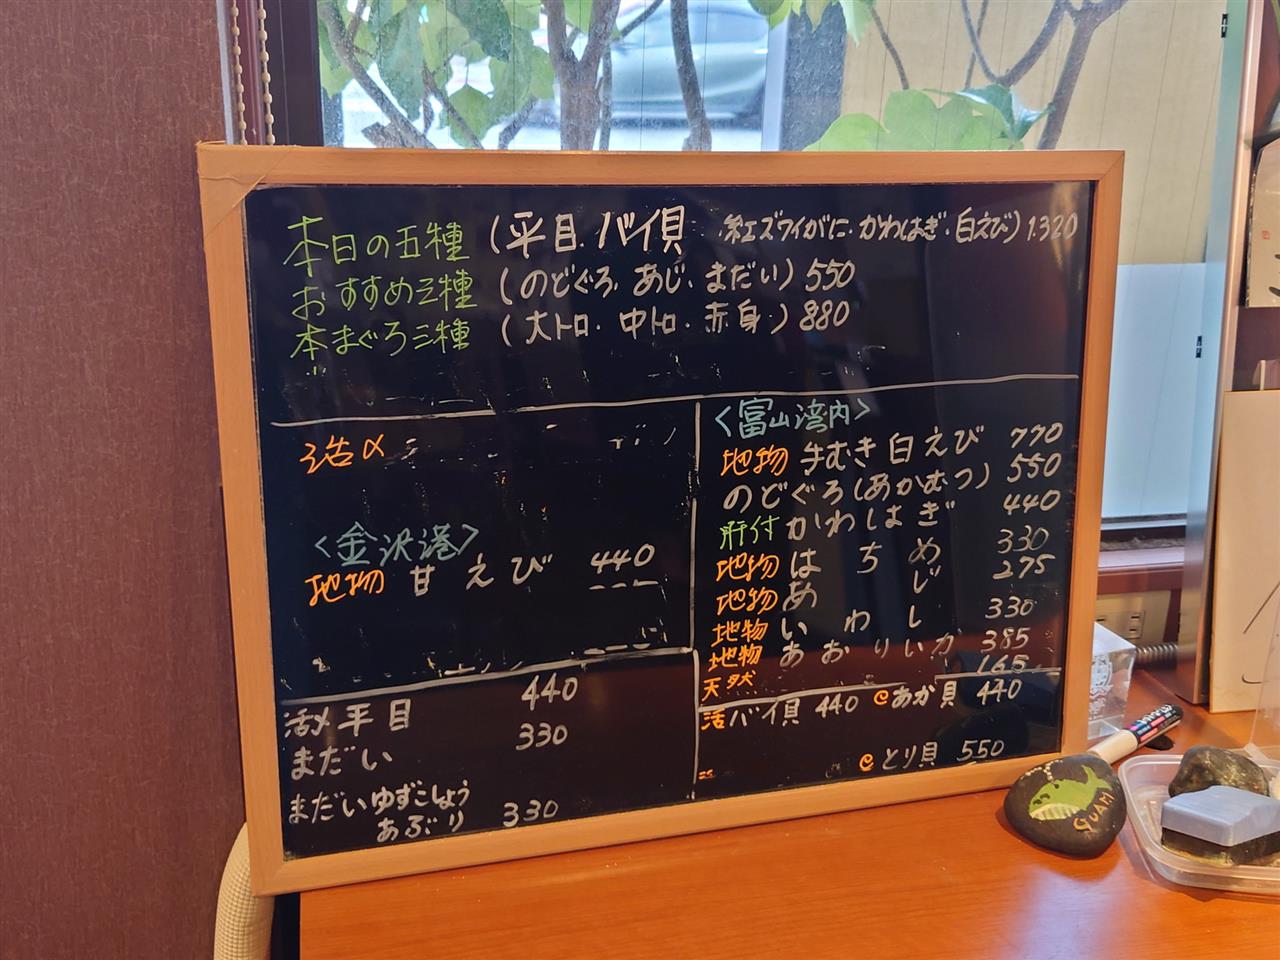 本日の五種 (平目.バイ貝 .紅ズワイがに.かわはぎ.白えび) 1.320
おすすめ三種 (のどぐろ.あじ.まだい) 550
本まぐろ三種 (大トロ.中トロ.赤身.) 880
活〆
<金沢港>
地物 甘えび 440
活〆平目 440
まだい 330
まだいゆずこしょう
あぶり 330
<富山湾内>
地物 手むき白えび 770
のどぐろ(あかむつ) 550
肝付かわはぎ 440
地物 はちめ 330
地物 あじ 275
地物 いわし 330
地物 あおりいか 385
天然 165
活バイ貝 440 あか貝 440
とり貝 550
GUAM